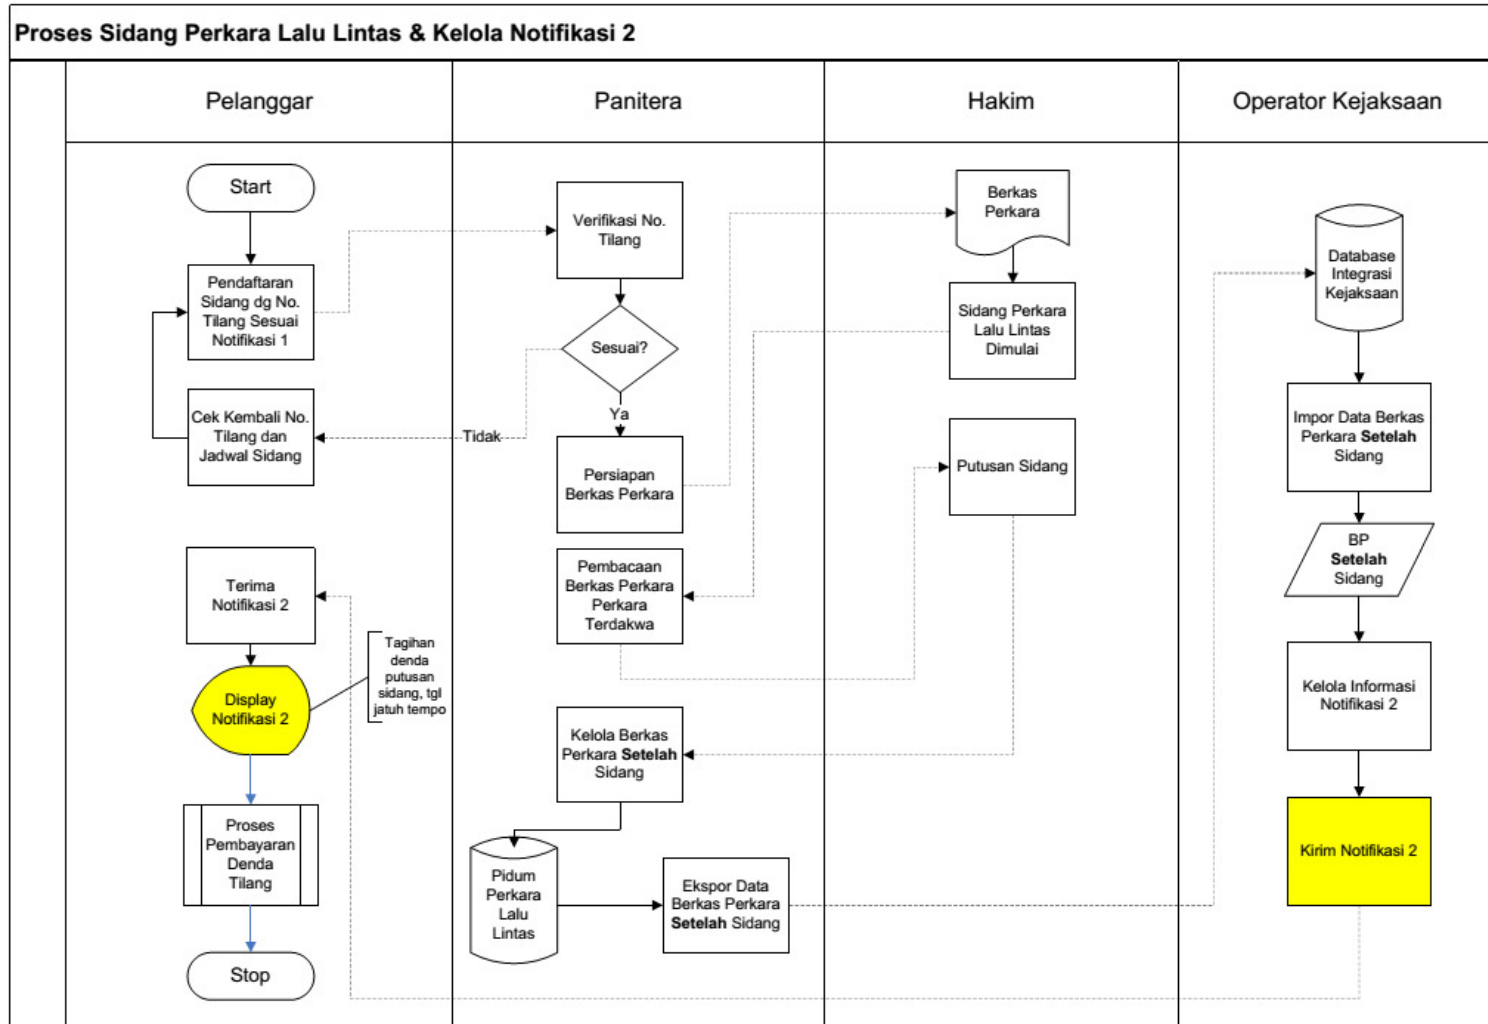 Proses Sidang Perkara Lalu Lintas & Kelola Notifikasi 2
Pelanggar
Panitera
Hakim
Operator Kejaksaan
Start
Pendaftaran
Sidang dg No.
Tilang Sesuai
Notifikasi 1
Cek Kembali No.
Tilang dan
Jadwal Sidang
Terima
Notifikasi 2
Display
Notifikasi 2
Tagihan
denda
putusan
sidang, tgl
jatuh tempo
Proses
Pembayaran
Denda
Tilang
Stop
Verifikasi No.
Tilang
Sesuai?
Ya
Tidak
Persiapan
Berkas Perkara
Pembacaan
Berkas Perkara
Perkara
Terdakwa
Kelola Berkas
Perkara Setelah
Sidang
Pidum
Perkara
Lalu
Lintas
Ekspor Data
Berkas Perkara
Setelah Sidang
Berkas
Perkara
Sidang Perkara
Lalu Lintas
Dimulai
Putusan Sidang
Database
Integrasi
Kejaksaan
Impor Data Berkas
Perkara Setelah
Sidang
BP
Setelah
Sidang
Kelola Informasi
Notifikasi 2
Kirim Notifikasi 2